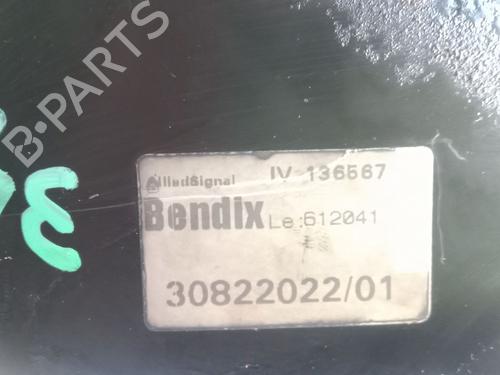 B-PARTS
AlliedSignal IV 136567
Bendix Le:612041
30822022/01